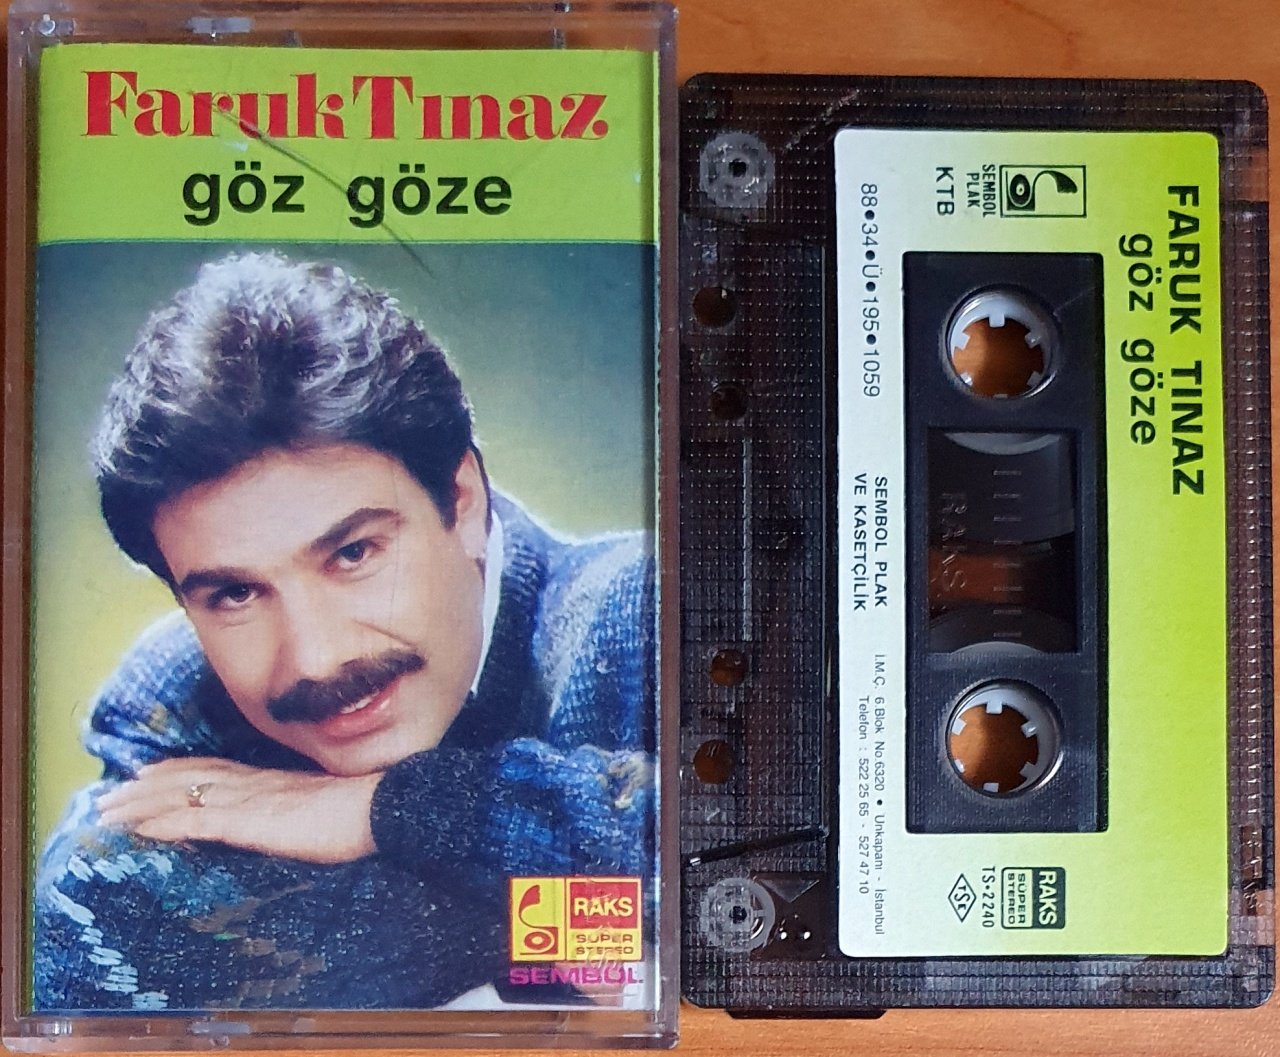 Faruk Tınaz
göz göze
RAKS
SÜPER
STEREO
SEMBOL
FARUK TINAZ
göz göze
SEMBOL
PLAK
KTB
88•34•Ü•195•1059
RAKS
SEMBOL PLAK
VE KASETÇİLİK
İ.M.Ç. 6.Blok No.6320 • Unkapanı - İstanbul
Telefon : 522 25 65 - 527 47 10
RAKS
SÜPER
STEREO
TS•2240
TSE